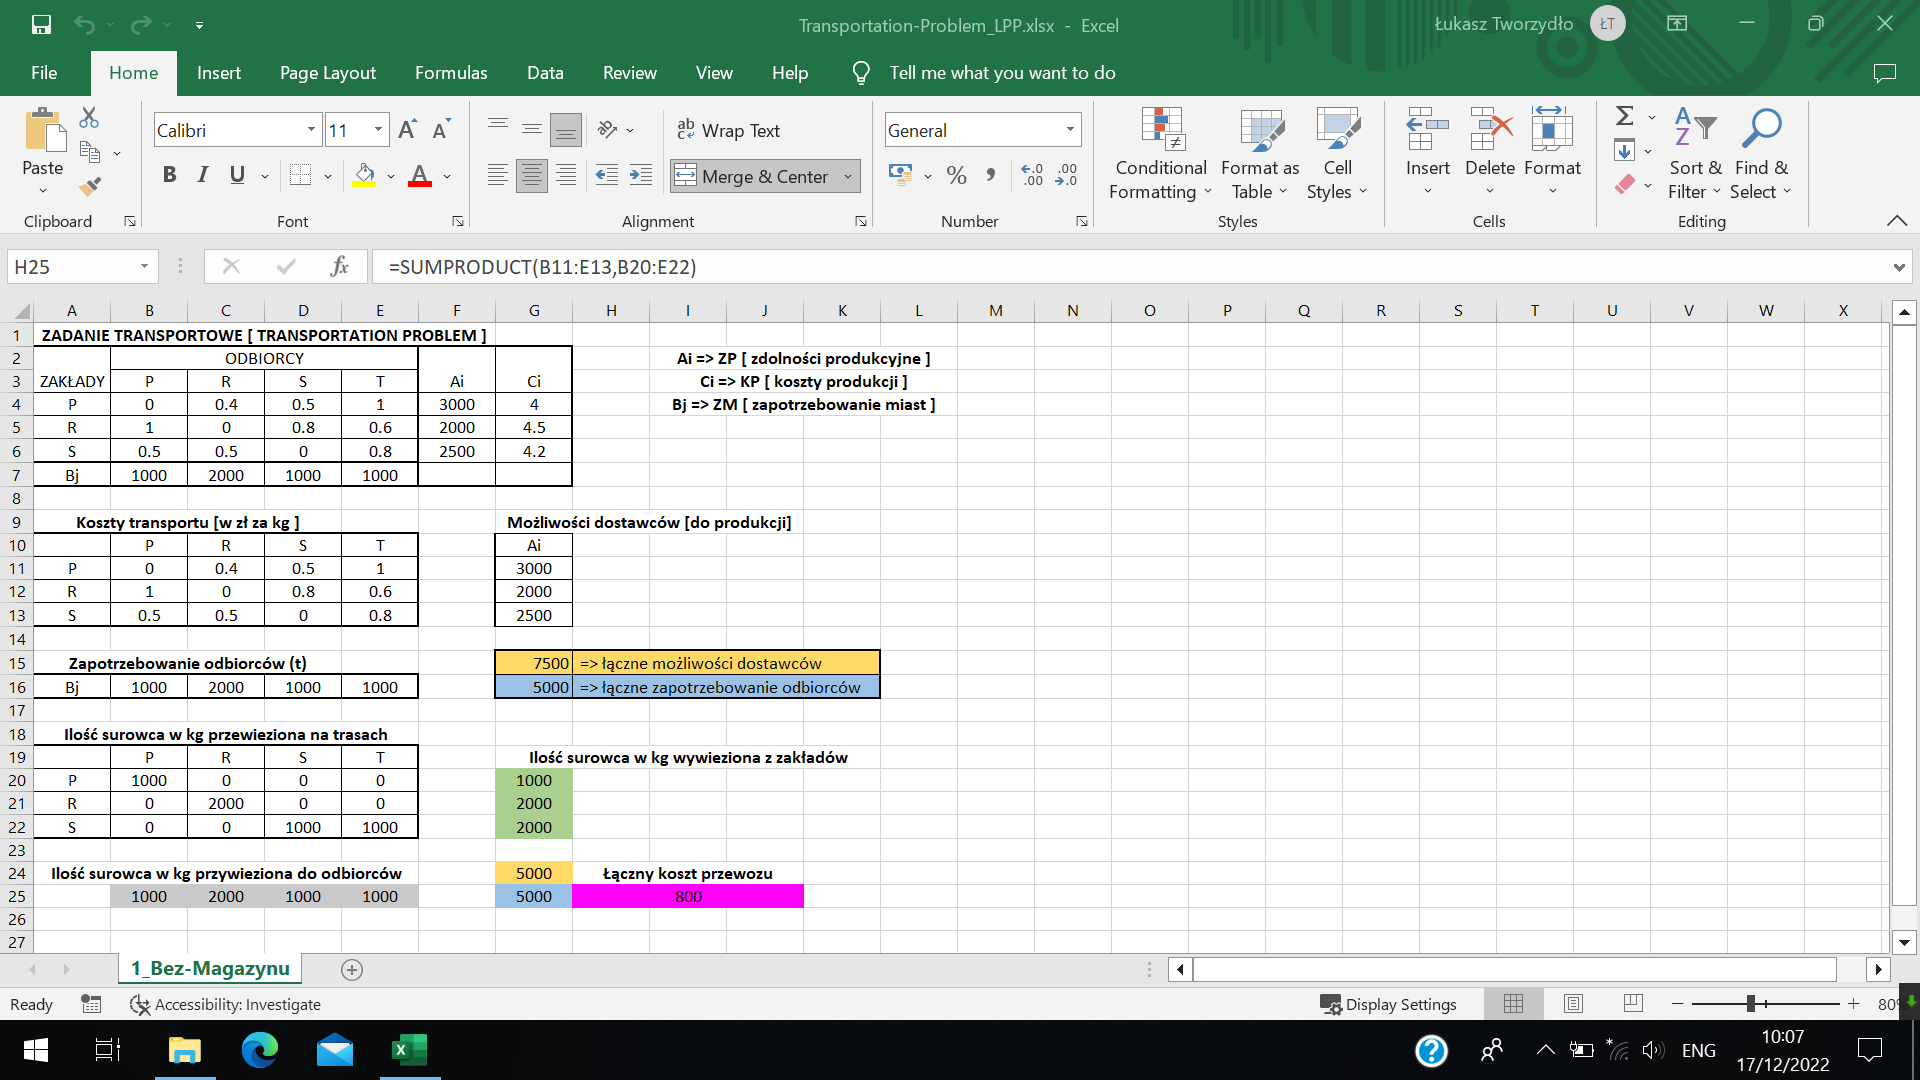 Transportation-Problem_LPP.xlsx - Excel
Łukasz Tworzydło ŁT
File Home Insert Page Layout Formulas Data Review View Help Tell me what you want to do
Paste
Clipboard
Calibri 11
B I U A
Font
ab Wrap Text
Merge & Center
Alignment
General
% , .00 .00
Number
Conditional Formatting
Format as Table
Cell Styles
Styles
Insert Delete Format
Cells
Sort & Filter
Find & Select
Editing
H25 fx =SUMPRODUCT(B11:E13,B20:E22)
A B C D E F G H I J K L M N O P Q R S T U V W X
1 ZADANIE TRANSPORTOWE [ TRANSPORTATION PROBLEM ]
2 ODBIORCY Ai => ZP [ zdolności produkcyjne ]
3 ZAKŁADY P R S T Ai Ci Ci => KP [ koszty produkcji ]
4 P 0 0.4 0.5 1 3000 4 Bj => ZM [ zapotrzebowanie miast ]
5 R 1 0 0.8 0.6 2000 4.5
6 S 0.5 0.5 0 0.8 2500 4.2
7 Bj 1000 2000 1000 1000
8
9 Koszty transportu [w zł za kg ] Możliwości dostawców [do produkcji]
10 P R S T Ai
11 P 0 0.4 0.5 1 3000
12 R 1 0 0.8 0.6 2000
13 S 0.5 0.5 0 0.8 2500
14
15 Zapotrzebowanie odbiorców (t) 7500 => łączne możliwości dostawców
16 Bj 1000 2000 1000 1000 5000 => łączne zapotrzebowanie odbiorców
17
18 Ilość surowca w kg przewieziona na trasach
19 P R S T Ilość surowca w kg wywieziona z zakładów
20 P 1000 0 0 0 1000
21 R 0 2000 0 0 2000
22 S 0 0 1000 1000 2000
23
24 Ilość surowca w kg przywieziona do odbiorców 5000 Łączny koszt przewozu
25 1000 2000 1000 1000 5000 800
26
27
1_Bez-Magazynu
Ready Accessibility: Investigate Display Settings
ENG 10:07
17/12/2022